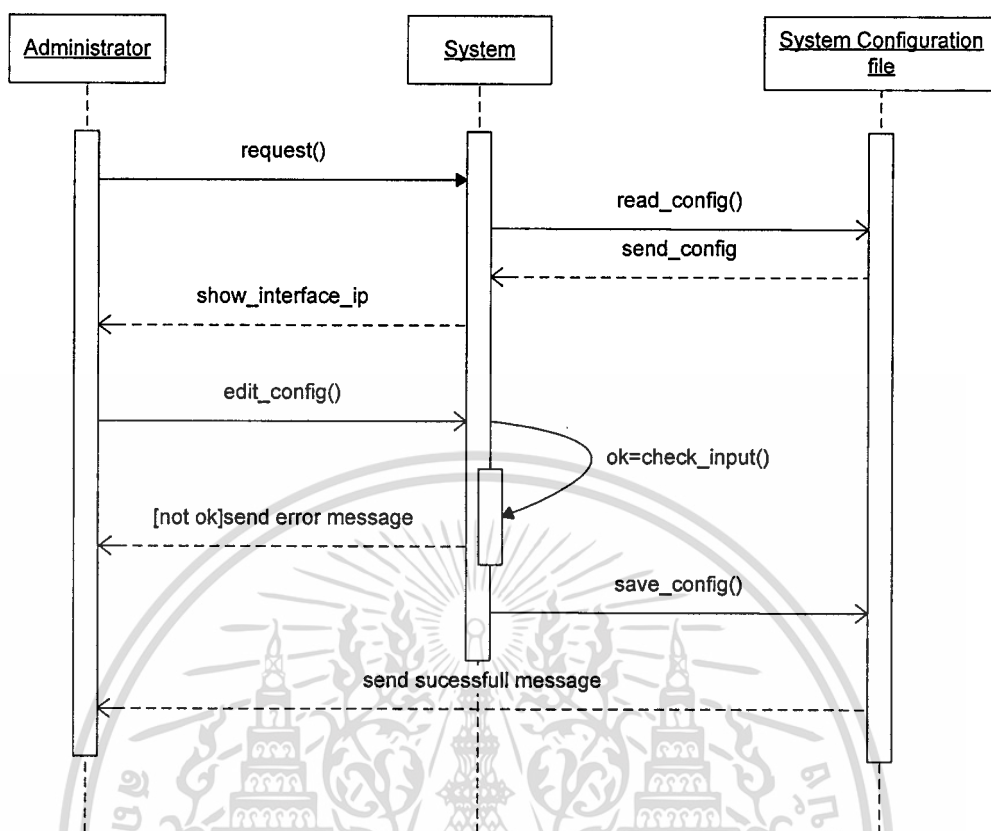 Administrator
System
System Configuration
file
request()
read_config()
send_config
show_interface_ip
edit_config()
ok=check_input()
[not ok]send error message
save_config()
send sucessfull message